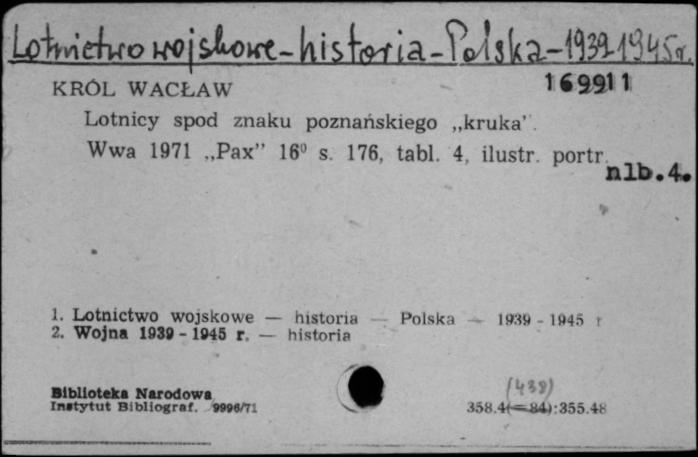 Lotnictwo wojskowe - historia - Polska - 1939-1945 r.
169911
KRÓL WACŁAW
Lotnicy spod znaku poznańskiego „kruka".
Wwa 1971 „Pax” 16⁰ s. 176, tabl. 4, ilustr. portr.
nlb.4.
1. Lotnictwo wojskowe — historia — Polska — 1939 - 1945 r
2. Wojna 1939 - 1945 r. — historia
(438)
Biblioteka Narodowa
Instytut Bibliograf. 9996/71
358.4(=84):355.48